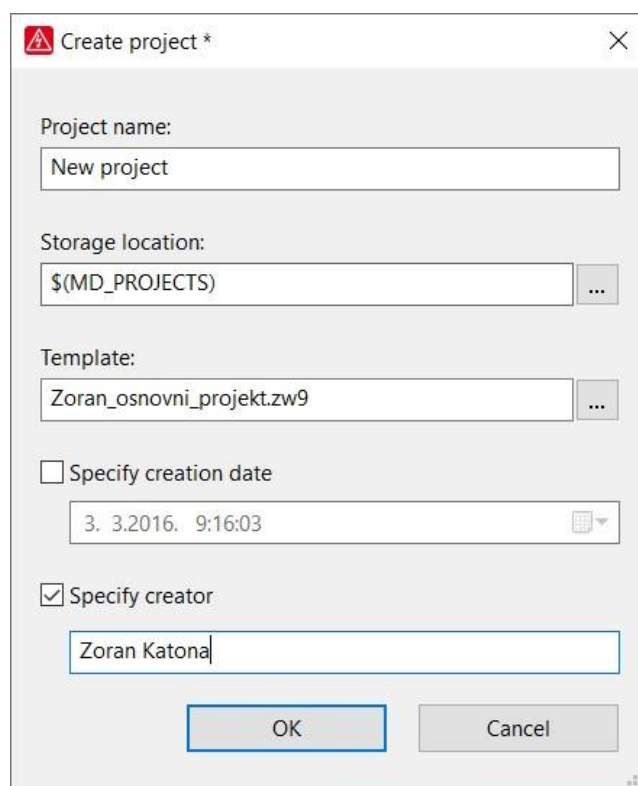 Create project *
Project name:
New project
Storage location:
$(MD_PROJECTS)
...
Template:
Zoran_osnovni_projekt.zw9
...
Specify creation date
3. 3.2016. 9:16:03
Specify creator
Zoran Katona
OK
Cancel